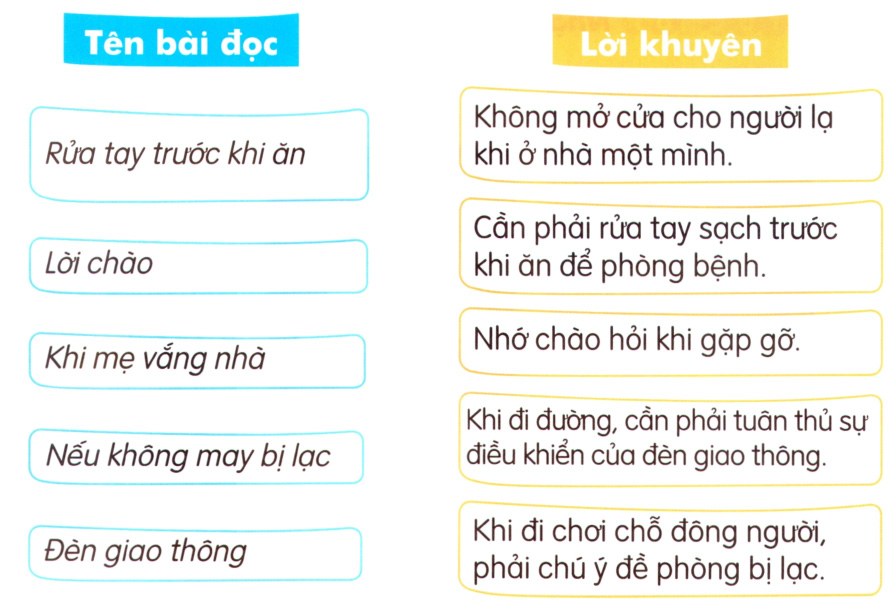 Tên bài đọc
Lời khuyên
Rửa tay trước khi ăn
Lời chào
Khi mẹ vắng nhà
Nếu không may bị lạc
Đèn giao thông
Không mở cửa cho người lạ
khi ở nhà một mình.
Cần phải rửa tay sạch trước
khi ăn để phòng bệnh.
Nhớ chào hỏi khi gặp gỡ.
Khi đi đường, cần phải tuân thủ sự
điều khiển của đèn giao thông.
Khi đi chơi chỗ đông người,
phải chú ý đề phòng bị lạc.